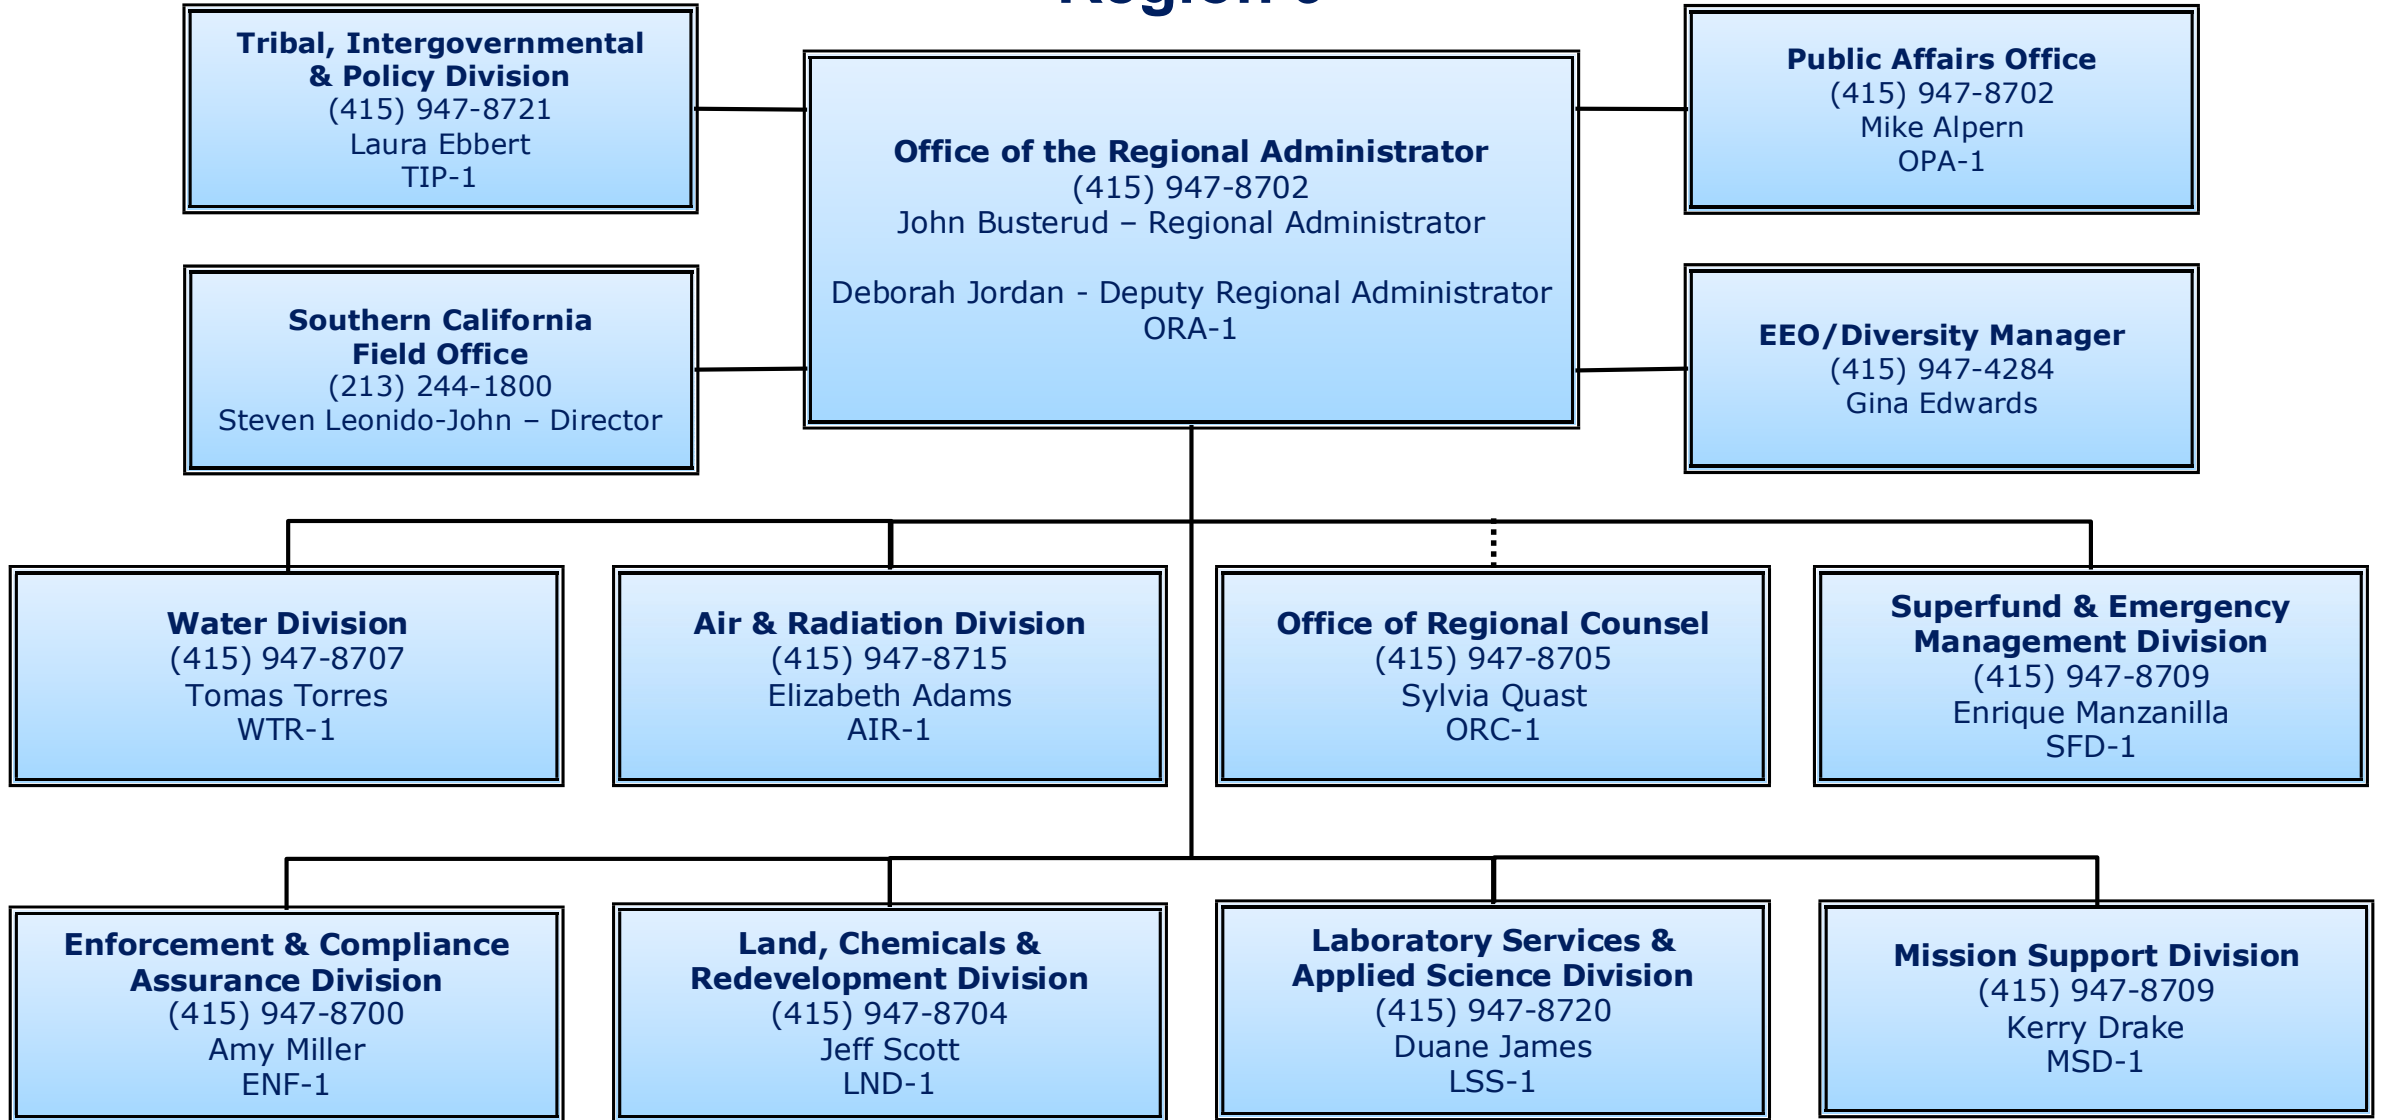 Tribal, Intergovernmental
& Policy Division
(415) 947-8721
Laura Ebbert
TIP-1
Office of the Regional Administrator
(415) 947-8702
John Busterud – Regional Administrator
Deborah Jordan - Deputy Regional Administrator
ORA-1
Public Affairs Office
(415) 947-8702
Mike Alpern
OPA-1
Southern California
Field Office
(213) 244-1800
Steven Leonido-John – Director
EEO/Diversity Manager
(415) 947-4284
Gina Edwards
Water Division
(415) 947-8707
Tomas Torres
WTR-1
Air & Radiation Division
(415) 947-8715
Elizabeth Adams
AIR-1
Office of Regional Counsel
(415) 947-8705
Sylvia Quast
ORC-1
Superfund & Emergency
Management Division
(415) 947-8709
Enrique Manzanilla
SFD-1
Enforcement & Compliance
Assurance Division
(415) 947-8700
Amy Miller
ENF-1
Land, Chemicals &
Redevelopment Division
(415) 947-8704
Jeff Scott
LND-1
Laboratory Services &
Applied Science Division
(415) 947-8720
Duane James
LSS-1
Mission Support Division
(415) 947-8709
Kerry Drake
MSD-1